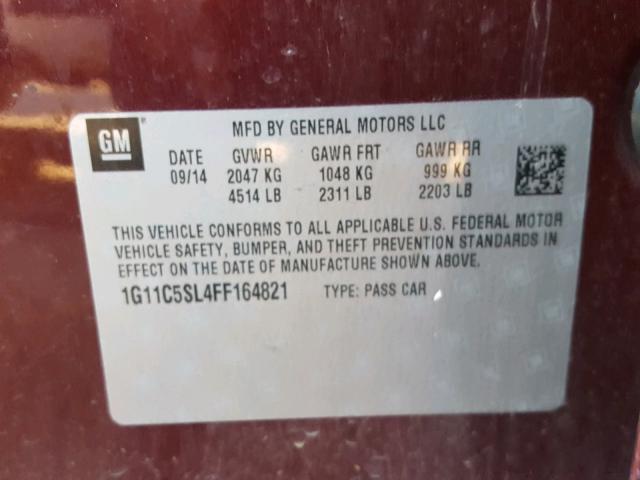 GM
MFD BY GENERAL MOTORS LLC
DATE GVWR GAWR FRT GAWR RR
09/14 2047 KG 1048 KG 999 KG
4514 LB 2311 LB 2203 LB
THIS VEHICLE CONFORMS TO ALL APPLICABLE U.S. FEDERAL MOTOR
VEHICLE SAFETY, BUMPER, AND THEFT PREVENTION STANDARDS IN
EFFECT ON THE DATE OF MANUFACTURE SHOWN ABOVE.
1G11C5SL4FF164821 TYPE: PASS CAR